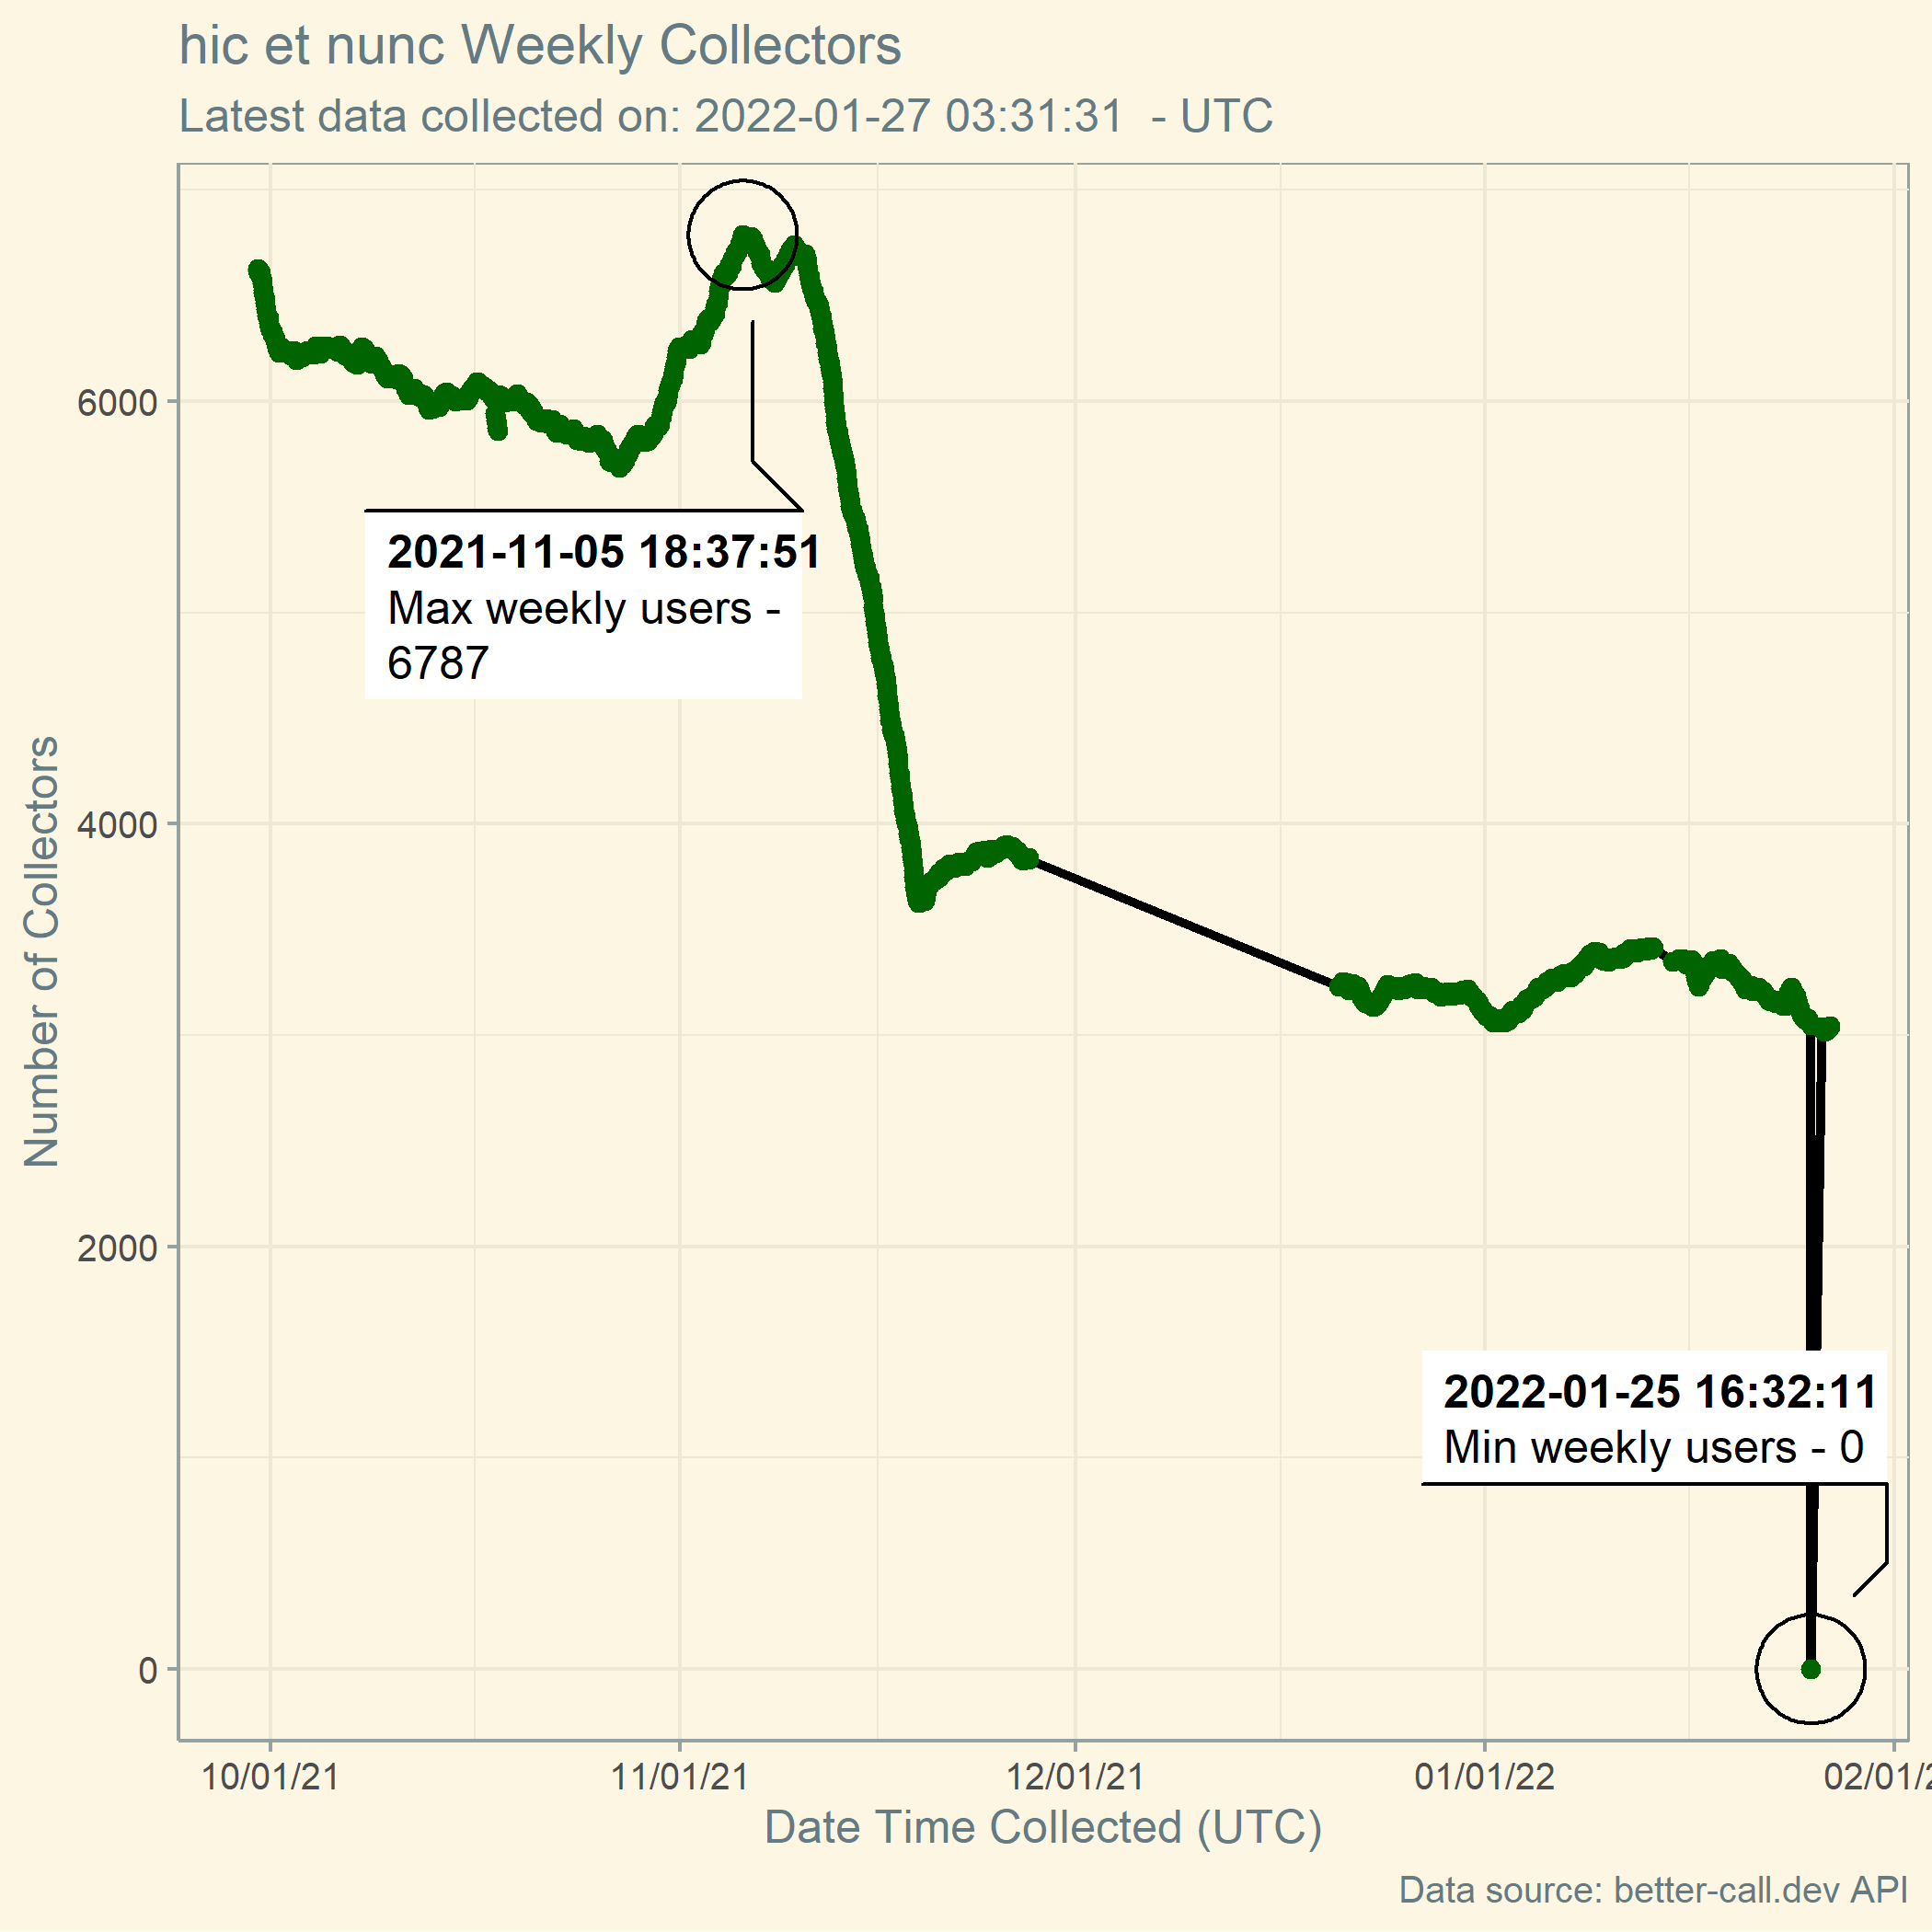 hic et nunc Weekly Collectors
Latest data collected on: 2022-01-27 03:31:31  - UTC
Number of Collectors
6000
4000
2000
0
2021-11-05 18:37:51
Max weekly users -
6787
2022-01-25 16:32:11
Min weekly users - 0
10/01/21 11/01/21 12/01/21 01/01/22 02/01/2
Date Time Collected (UTC)
Data source: better-call.dev API